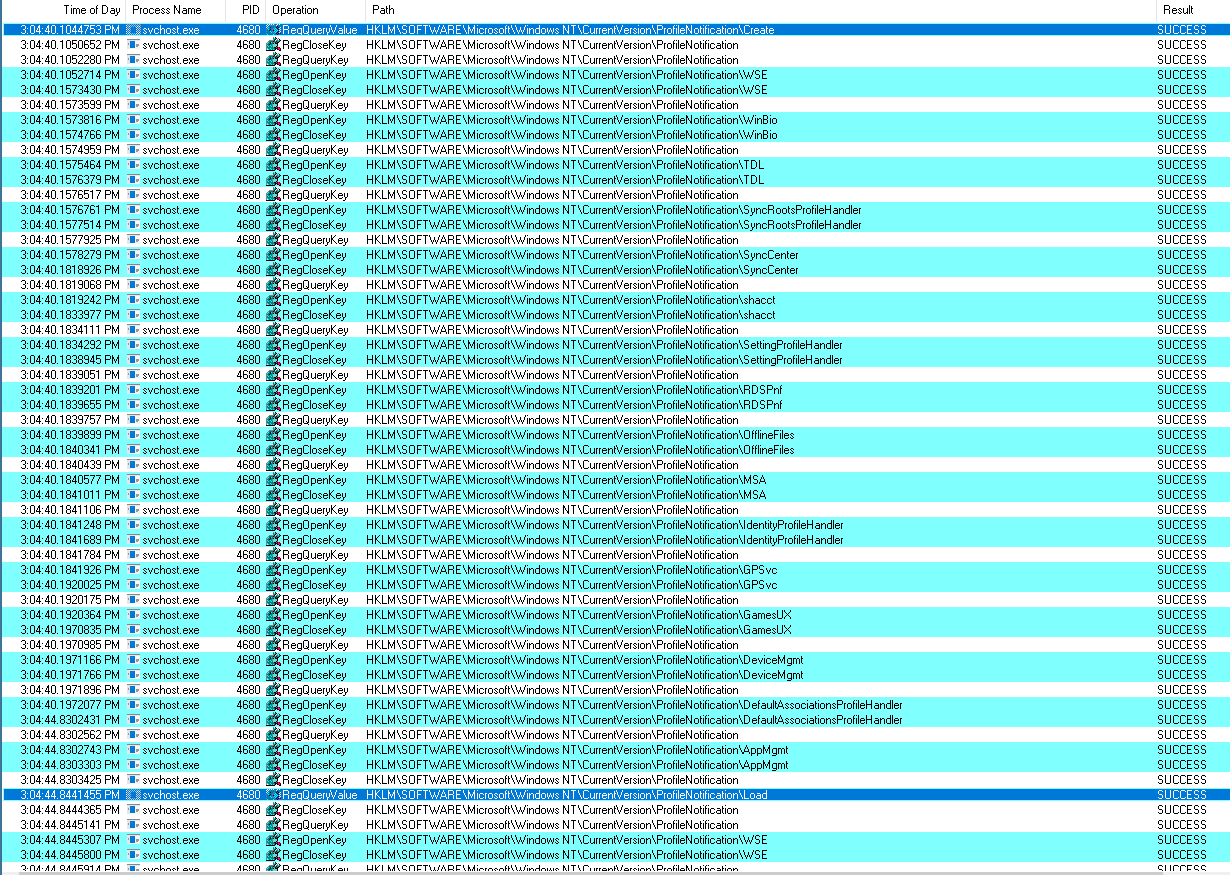 Time of Day Process Name PID Operation Path Result
3:04:40.1044753 PM svchost.exe 4680 RegQueryValue HKLM\SOFTWARE\Microsoft\Windows NT\CurrentVersion\ProfileNotification\Create SUCCESS
3:04:40.1050652 PM svchost.exe 4680 RegCloseKey HKLM\SOFTWARE\Microsoft\Windows NT\CurrentVersion\ProfileNotification SUCCESS
3:04:40.1052280 PM svchost.exe 4680 RegQueryKey HKLM\SOFTWARE\Microsoft\Windows NT\CurrentVersion\ProfileNotification SUCCESS
3:04:40.1052714 PM svchost.exe 4680 RegOpenKey HKLM\SOFTWARE\Microsoft\Windows NT\CurrentVersion\ProfileNotification\WSE SUCCESS
3:04:40.1573430 PM svchost.exe 4680 RegCloseKey HKLM\SOFTWARE\Microsoft\Windows NT\CurrentVersion\ProfileNotification\WSE SUCCESS
3:04:40.1573599 PM svchost.exe 4680 RegQueryKey HKLM\SOFTWARE\Microsoft\Windows NT\CurrentVersion\ProfileNotification SUCCESS
3:04:40.1573816 PM svchost.exe 4680 RegOpenKey HKLM\SOFTWARE\Microsoft\Windows NT\CurrentVersion\ProfileNotification\WinBio SUCCESS
3:04:40.1574766 PM svchost.exe 4680 RegCloseKey HKLM\SOFTWARE\Microsoft\Windows NT\CurrentVersion\ProfileNotification\WinBio SUCCESS
3:04:40.1574959 PM svchost.exe 4680 RegQueryKey HKLM\SOFTWARE\Microsoft\Windows NT\CurrentVersion\ProfileNotification SUCCESS
3:04:40.1575464 PM svchost.exe 4680 RegOpenKey HKLM\SOFTWARE\Microsoft\Windows NT\CurrentVersion\ProfileNotification\TDL SUCCESS
3:04:40.1576379 PM svchost.exe 4680 RegCloseKey HKLM\SOFTWARE\Microsoft\Windows NT\CurrentVersion\ProfileNotification\TDL SUCCESS
3:04:40.1576517 PM svchost.exe 4680 RegQueryKey HKLM\SOFTWARE\Microsoft\Windows NT\CurrentVersion\ProfileNotification SUCCESS
3:04:40.1576761 PM svchost.exe 4680 RegOpenKey HKLM\SOFTWARE\Microsoft\Windows NT\CurrentVersion\ProfileNotification\SyncRootsProfileHandler SUCCESS
3:04:40.1577514 PM svchost.exe 4680 RegCloseKey HKLM\SOFTWARE\Microsoft\Windows NT\CurrentVersion\ProfileNotification\SyncRootsProfileHandler SUCCESS
3:04:40.1577925 PM svchost.exe 4680 RegQueryKey HKLM\SOFTWARE\Microsoft\Windows NT\CurrentVersion\ProfileNotification SUCCESS
3:04:40.1578279 PM svchost.exe 4680 RegOpenKey HKLM\SOFTWARE\Microsoft\Windows NT\CurrentVersion\ProfileNotification\SyncCenter SUCCESS
3:04:40.1818926 PM svchost.exe 4680 RegCloseKey HKLM\SOFTWARE\Microsoft\Windows NT\CurrentVersion\ProfileNotification\SyncCenter SUCCESS
3:04:40.1819068 PM svchost.exe 4680 RegQueryKey HKLM\SOFTWARE\Microsoft\Windows NT\CurrentVersion\ProfileNotification SUCCESS
3:04:40.1819242 PM svchost.exe 4680 RegOpenKey HKLM\SOFTWARE\Microsoft\Windows NT\CurrentVersion\ProfileNotification\shacct SUCCESS
3:04:40.1833977 PM svchost.exe 4680 RegCloseKey HKLM\SOFTWARE\Microsoft\Windows NT\CurrentVersion\ProfileNotification\shacct SUCCESS
3:04:40.1834111 PM svchost.exe 4680 RegQueryKey HKLM\SOFTWARE\Microsoft\Windows NT\CurrentVersion\ProfileNotification SUCCESS
3:04:40.1834292 PM svchost.exe 4680 RegOpenKey HKLM\SOFTWARE\Microsoft\Windows NT\CurrentVersion\ProfileNotification\SettingProfileHandler SUCCESS
3:04:40.1838945 PM svchost.exe 4680 RegCloseKey HKLM\SOFTWARE\Microsoft\Windows NT\CurrentVersion\ProfileNotification\SettingProfileHandler SUCCESS
3:04:40.1839051 PM svchost.exe 4680 RegQueryKey HKLM\SOFTWARE\Microsoft\Windows NT\CurrentVersion\ProfileNotification SUCCESS
3:04:40.1839201 PM svchost.exe 4680 RegOpenKey HKLM\SOFTWARE\Microsoft\Windows NT\CurrentVersion\ProfileNotification\RDSPnf SUCCESS
3:04:40.1839655 PM svchost.exe 4680 RegCloseKey HKLM\SOFTWARE\Microsoft\Windows NT\CurrentVersion\ProfileNotification\RDSPnf SUCCESS
3:04:40.1839757 PM svchost.exe 4680 RegQueryKey HKLM\SOFTWARE\Microsoft\Windows NT\CurrentVersion\ProfileNotification SUCCESS
3:04:40.1839899 PM svchost.exe 4680 RegOpenKey HKLM\SOFTWARE\Microsoft\Windows NT\CurrentVersion\ProfileNotification\OfflineFiles SUCCESS
3:04:40.1840341 PM svchost.exe 4680 RegCloseKey HKLM\SOFTWARE\Microsoft\Windows NT\CurrentVersion\ProfileNotification\OfflineFiles SUCCESS
3:04:40.1840439 PM svchost.exe 4680 RegQueryKey HKLM\SOFTWARE\Microsoft\Windows NT\CurrentVersion\ProfileNotification SUCCESS
3:04:40.1840577 PM svchost.exe 4680 RegOpenKey HKLM\SOFTWARE\Microsoft\Windows NT\CurrentVersion\ProfileNotification\MSA SUCCESS
3:04:40.1841011 PM svchost.exe 4680 RegCloseKey HKLM\SOFTWARE\Microsoft\Windows NT\CurrentVersion\ProfileNotification\MSA SUCCESS
3:04:40.1841106 PM svchost.exe 4680 RegQueryKey HKLM\SOFTWARE\Microsoft\Windows NT\CurrentVersion\ProfileNotification SUCCESS
3:04:40.1841248 PM svchost.exe 4680 RegOpenKey HKLM\SOFTWARE\Microsoft\Windows NT\CurrentVersion\ProfileNotification\IdentityProfileHandler SUCCESS
3:04:40.1841689 PM svchost.exe 4680 RegCloseKey HKLM\SOFTWARE\Microsoft\Windows NT\CurrentVersion\ProfileNotification\IdentityProfileHandler SUCCESS
3:04:40.1841784 PM svchost.exe 4680 RegQueryKey HKLM\SOFTWARE\Microsoft\Windows NT\CurrentVersion\ProfileNotification SUCCESS
3:04:40.1841926 PM svchost.exe 4680 RegOpenKey HKLM\SOFTWARE\Microsoft\Windows NT\CurrentVersion\ProfileNotification\GPSvc SUCCESS
3:04:40.1920025 PM svchost.exe 4680 RegCloseKey HKLM\SOFTWARE\Microsoft\Windows NT\CurrentVersion\ProfileNotification\GPSvc SUCCESS
3:04:40.1920175 PM svchost.exe 4680 RegQueryKey HKLM\SOFTWARE\Microsoft\Windows NT\CurrentVersion\ProfileNotification SUCCESS
3:04:40.1920364 PM svchost.exe 4680 RegOpenKey HKLM\SOFTWARE\Microsoft\Windows NT\CurrentVersion\ProfileNotification\GamesUX SUCCESS
3:04:40.1970835 PM svchost.exe 4680 RegCloseKey HKLM\SOFTWARE\Microsoft\Windows NT\CurrentVersion\ProfileNotification\GamesUX SUCCESS
3:04:40.1970985 PM svchost.exe 4680 RegQueryKey HKLM\SOFTWARE\Microsoft\Windows NT\CurrentVersion\ProfileNotification SUCCESS
3:04:40.1971166 PM svchost.exe 4680 RegOpenKey HKLM\SOFTWARE\Microsoft\Windows NT\CurrentVersion\ProfileNotification\DeviceMgmt SUCCESS
3:04:40.1971766 PM svchost.exe 4680 RegCloseKey HKLM\SOFTWARE\Microsoft\Windows NT\CurrentVersion\ProfileNotification\DeviceMgmt SUCCESS
3:04:40.1971896 PM svchost.exe 4680 RegQueryKey HKLM\SOFTWARE\Microsoft\Windows NT\CurrentVersion\ProfileNotification SUCCESS
3:04:40.1972077 PM svchost.exe 4680 RegOpenKey HKLM\SOFTWARE\Microsoft\Windows NT\CurrentVersion\ProfileNotification\DefaultAssociationsProfileHandler SUCCESS
3:04:44.8302431 PM svchost.exe 4680 RegCloseKey HKLM\SOFTWARE\Microsoft\Windows NT\CurrentVersion\ProfileNotification\DefaultAssociationsProfileHandler SUCCESS
3:04:44.8302562 PM svchost.exe 4680 RegQueryKey HKLM\SOFTWARE\Microsoft\Windows NT\CurrentVersion\ProfileNotification SUCCESS
3:04:44.8302743 PM svchost.exe 4680 RegOpenKey HKLM\SOFTWARE\Microsoft\Windows NT\CurrentVersion\ProfileNotification\AppMgmt SUCCESS
3:04:44.8303303 PM svchost.exe 4680 RegCloseKey HKLM\SOFTWARE\Microsoft\Windows NT\CurrentVersion\ProfileNotification\AppMgmt SUCCESS
3:04:44.8303425 PM svchost.exe 4680 RegQueryKey HKLM\SOFTWARE\Microsoft\Windows NT\CurrentVersion\ProfileNotification SUCCESS
3:04:44.8441455 PM svchost.exe 4680 RegQueryValue HKLM\SOFTWARE\Microsoft\Windows NT\CurrentVersion\ProfileNotification\Load SUCCESS
3:04:44.8444365 PM svchost.exe 4680 RegCloseKey HKLM\SOFTWARE\Microsoft\Windows NT\CurrentVersion\ProfileNotification SUCCESS
3:04:44.8445141 PM svchost.exe 4680 RegQueryKey HKLM\SOFTWARE\Microsoft\Windows NT\CurrentVersion\ProfileNotification SUCCESS
3:04:44.8445307 PM svchost.exe 4680 RegOpenKey HKLM\SOFTWARE\Microsoft\Windows NT\CurrentVersion\ProfileNotification\WSE SUCCESS
3:04:44.8445800 PM svchost.exe 4680 RegCloseKey HKLM\SOFTWARE\Microsoft\Windows NT\CurrentVersion\ProfileNotification\WSE SUCCESS
3:04:44.8445914 PM svchost.exe 4680 RegQueryKey HKLM\SOFTWARE\Microsoft\Windows NT\CurrentVersion\ProfileNotification SUCCESS